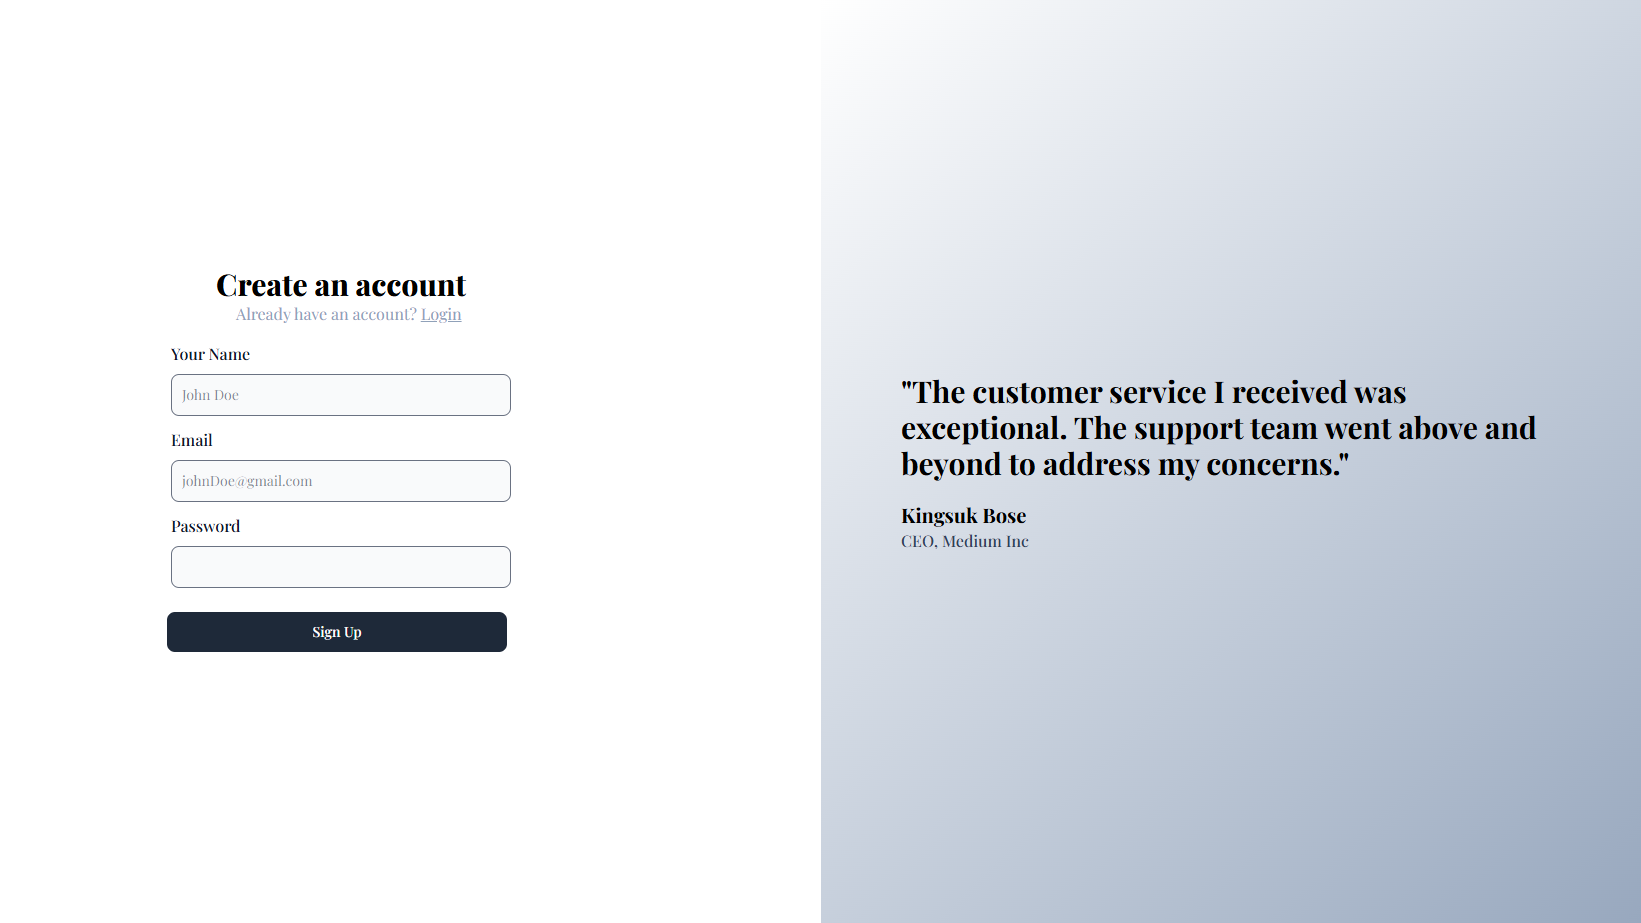 Create an account
Already have an account? Login
Your Name
John Doe
Email
johnDoe@gmail.com
Password
Sign Up
"The customer service I received was
exceptional. The support team went above and
beyond to address my concerns."
Kingsuk Bose
CEO, Medium Inc